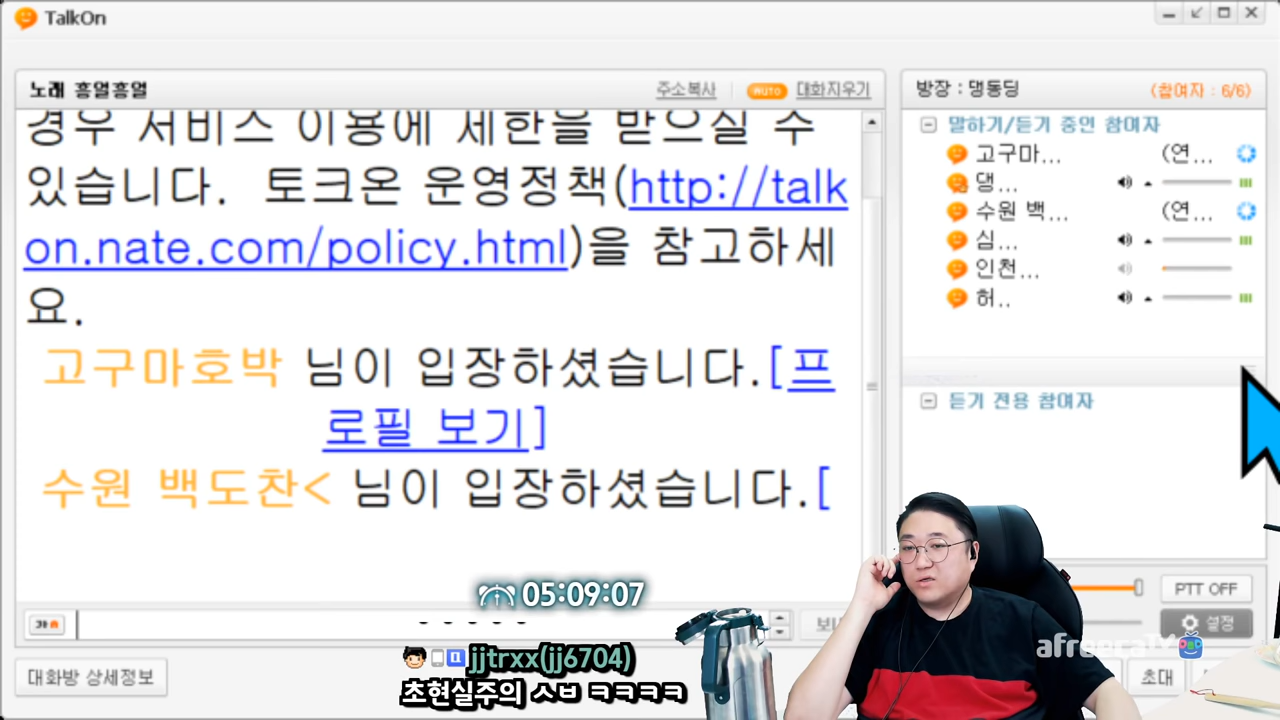 TalkOn
노래 흥얼흥얼
주소복사
AUTO
대화지우기
경우 서비스 이용에 제한을 받으실 수
있습니다. 토크온 운영정책(http://talk
on.nate.com/policy.html)을 참고하세
요.
고구마호박 님이 입장하셨습니다.[프
로필 보기]
수원 백도찬< 님이 입장하셨습니다.[
방장 : 댕동딩
(참여자 : 6/6)
말하기/듣기 중인 참여자
고구마... (연...
댕...
수원 백... (연...
심...
인천...
허..
듣기 전용 참여자
PTT OFF
설정
05:09:07
가
jjtrxx(jj6704)
초현실주의 ㅅㅂ ㅋㅋㅋㅋ
대화방 상세정보
afreecaTV
초대